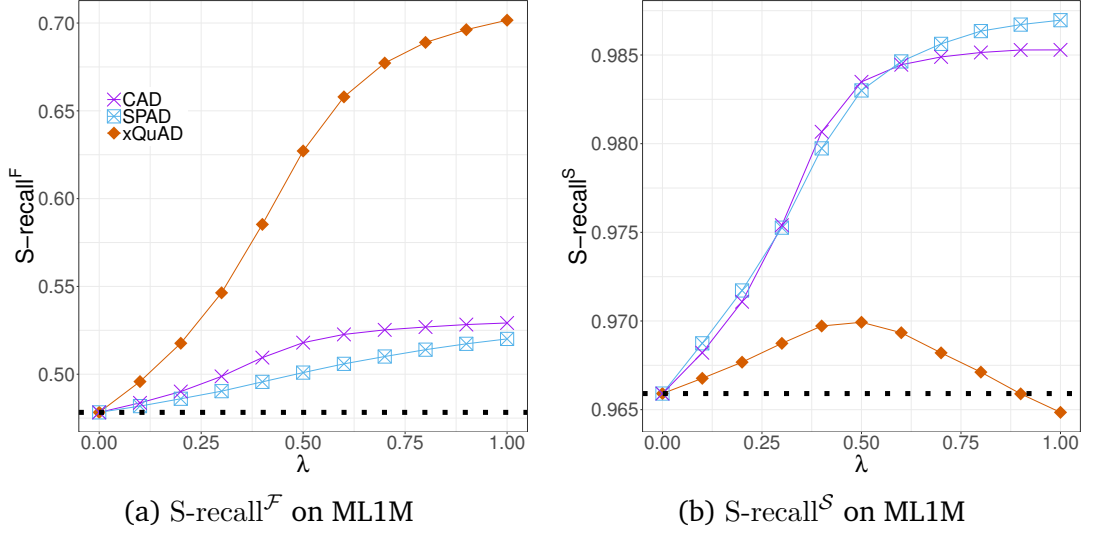 0.70
0.65
0.60
0.55
0.50
S−recall^F
CAD
SPAD
xQuAD
0.00 0.25 0.50 0.75 1.00
λ
(a) S-recall^ℱ on ML1M
0.985
0.980
0.975
0.970
0.965
S−recall^S
0.00 0.25 0.50 0.75 1.00
λ
(b) S-recall^𝒮 on ML1M